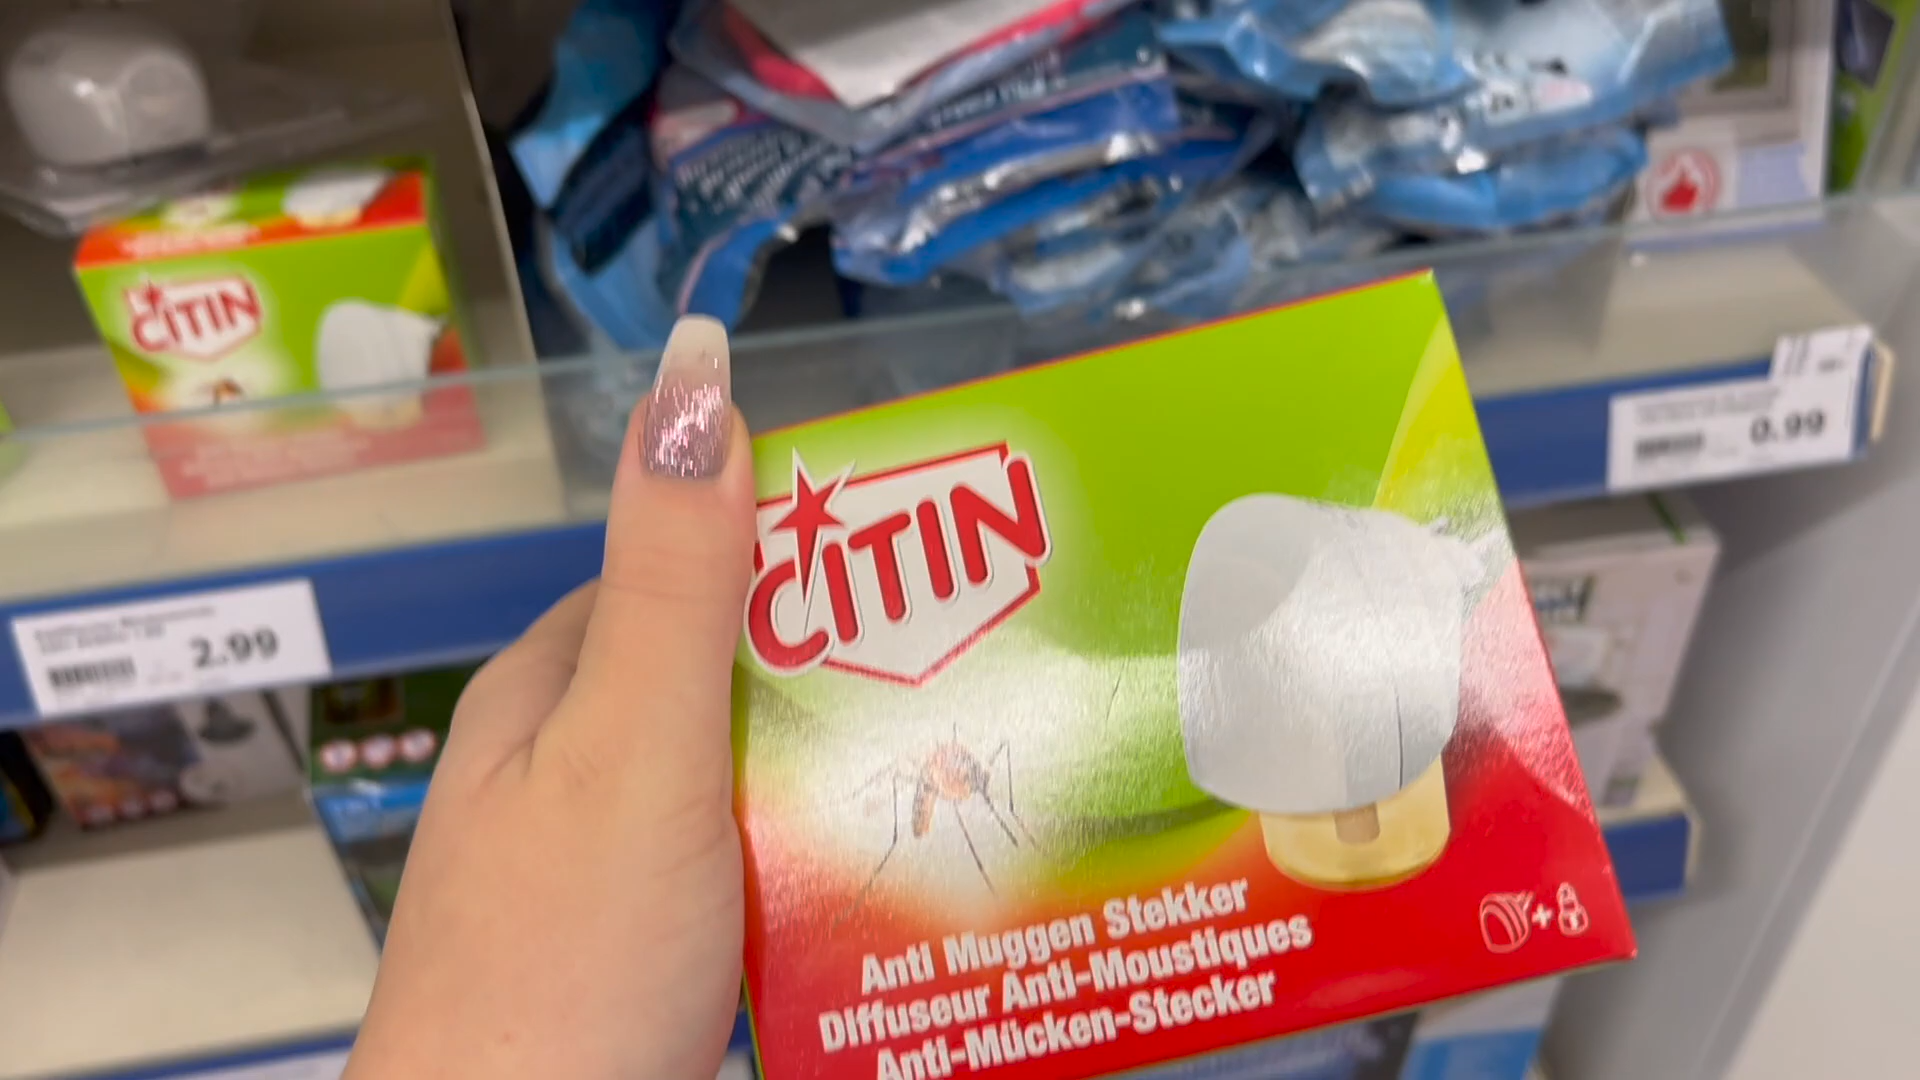 CITIN
2.99
0.99
CITIN
Anti Muggen Stekker
Diffuseur Anti-Moustiques
Anti-Mücken-Stecker